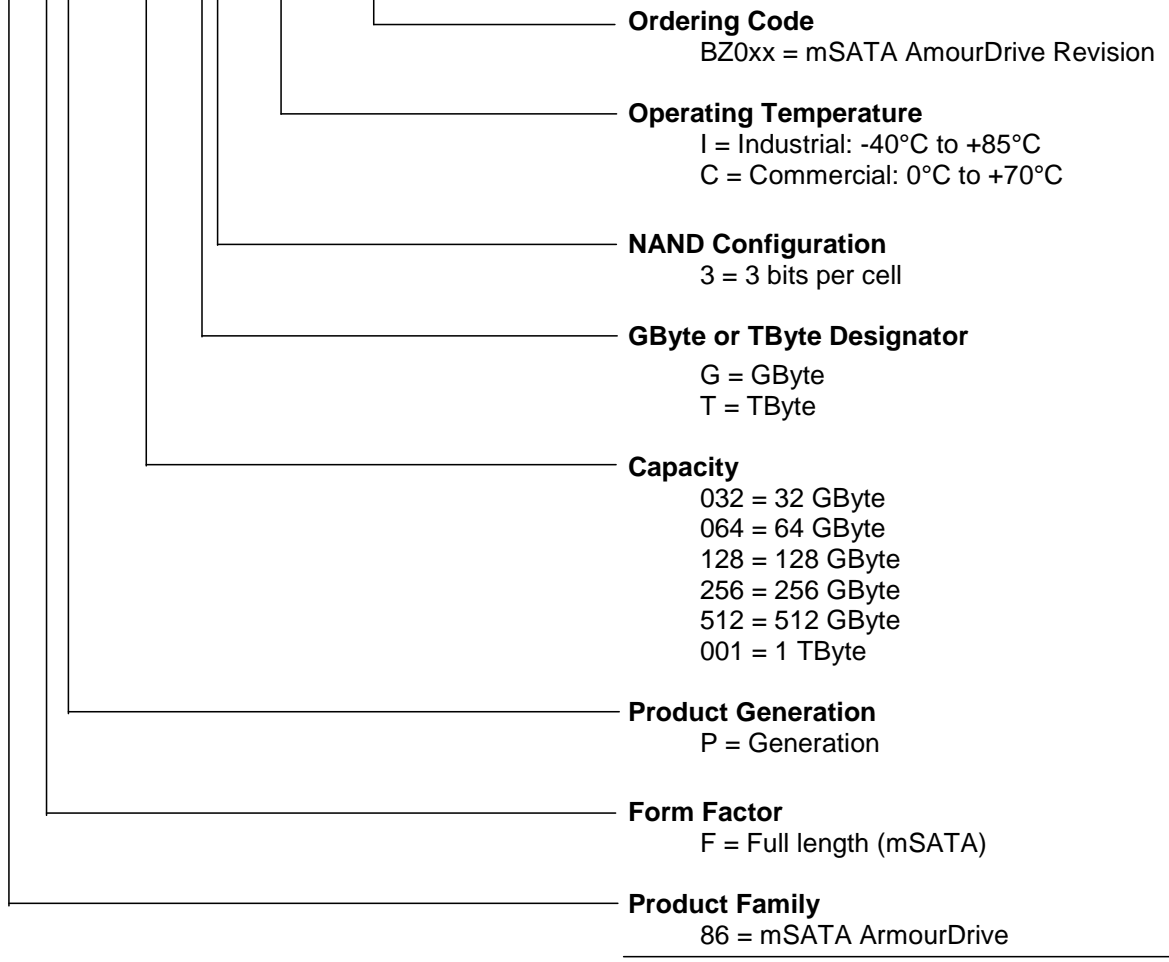 Ordering Code
BZ0xx = mSATA AmourDrive Revision
Operating Temperature
I = Industrial: -40°C to +85°C
C = Commercial: 0°C to +70°C
NAND Configuration
3 = 3 bits per cell
GByte or TByte Designator
G = GByte
T = TByte
Capacity
032 = 32 GByte
064 = 64 GByte
128 = 128 GByte
256 = 256 GByte
512 = 512 GByte
001 = 1 TByte
Product Generation
P = Generation
Form Factor
F = Full length (mSATA)
Product Family
86 = mSATA ArmourDrive